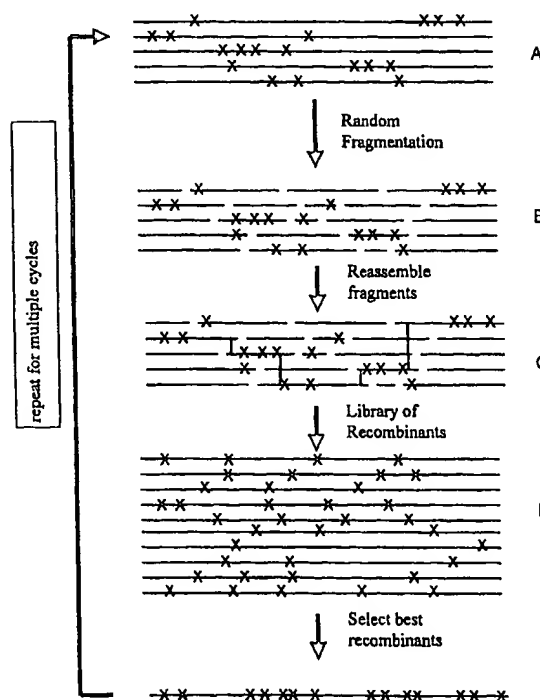 A
Random
Fragmentation
Reassemble
fragments
Library of
Recombinants
Select best
recombinants
repeat for multiple cycles